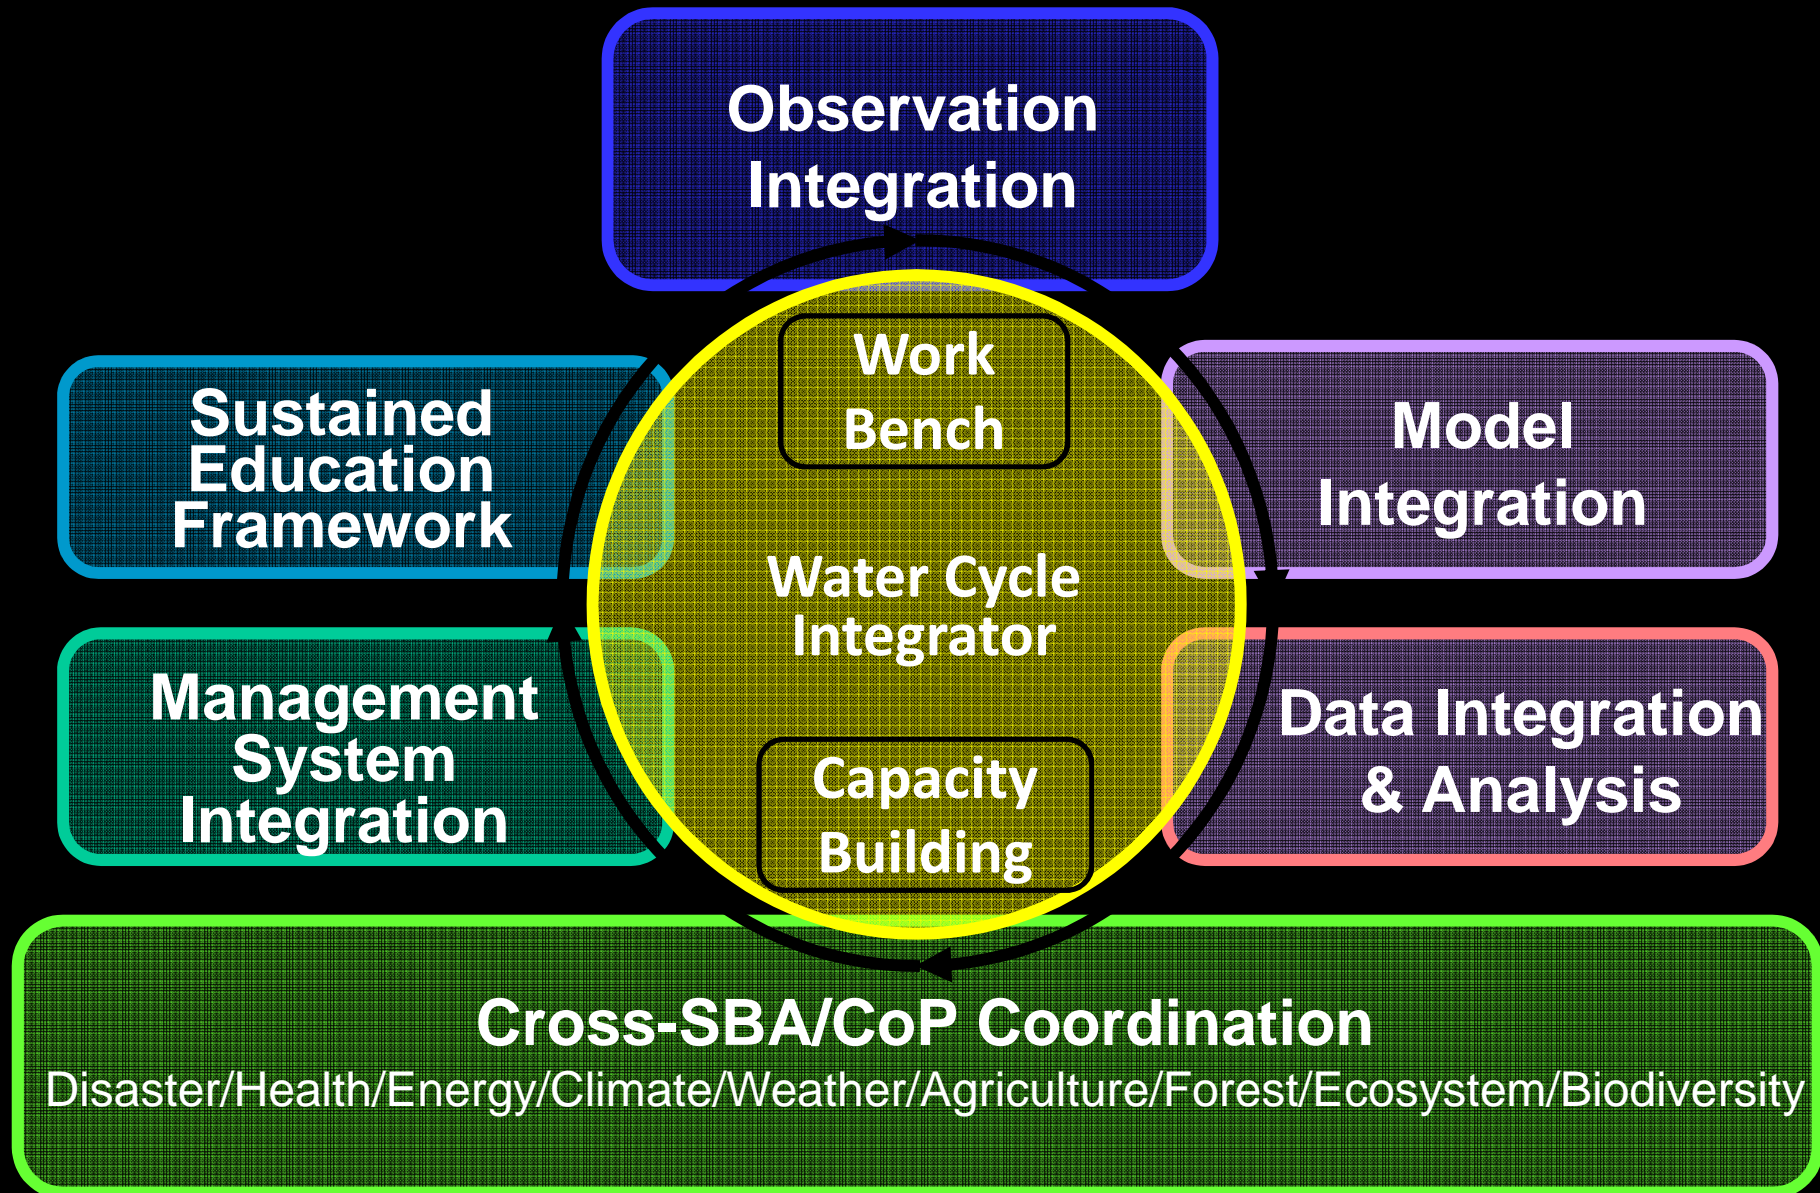 Observation
Integration
Work
Bench
Sustained
Education
Framework
Model
Integration
Water Cycle
Integrator
Management
System
Integration
Data Integration
& Analysis
Capacity
Building
Cross-SBA/CoP Coordination
Disaster/Health/Energy/Climate/Weather/Agriculture/Forest/Ecosystem/Biodiversity